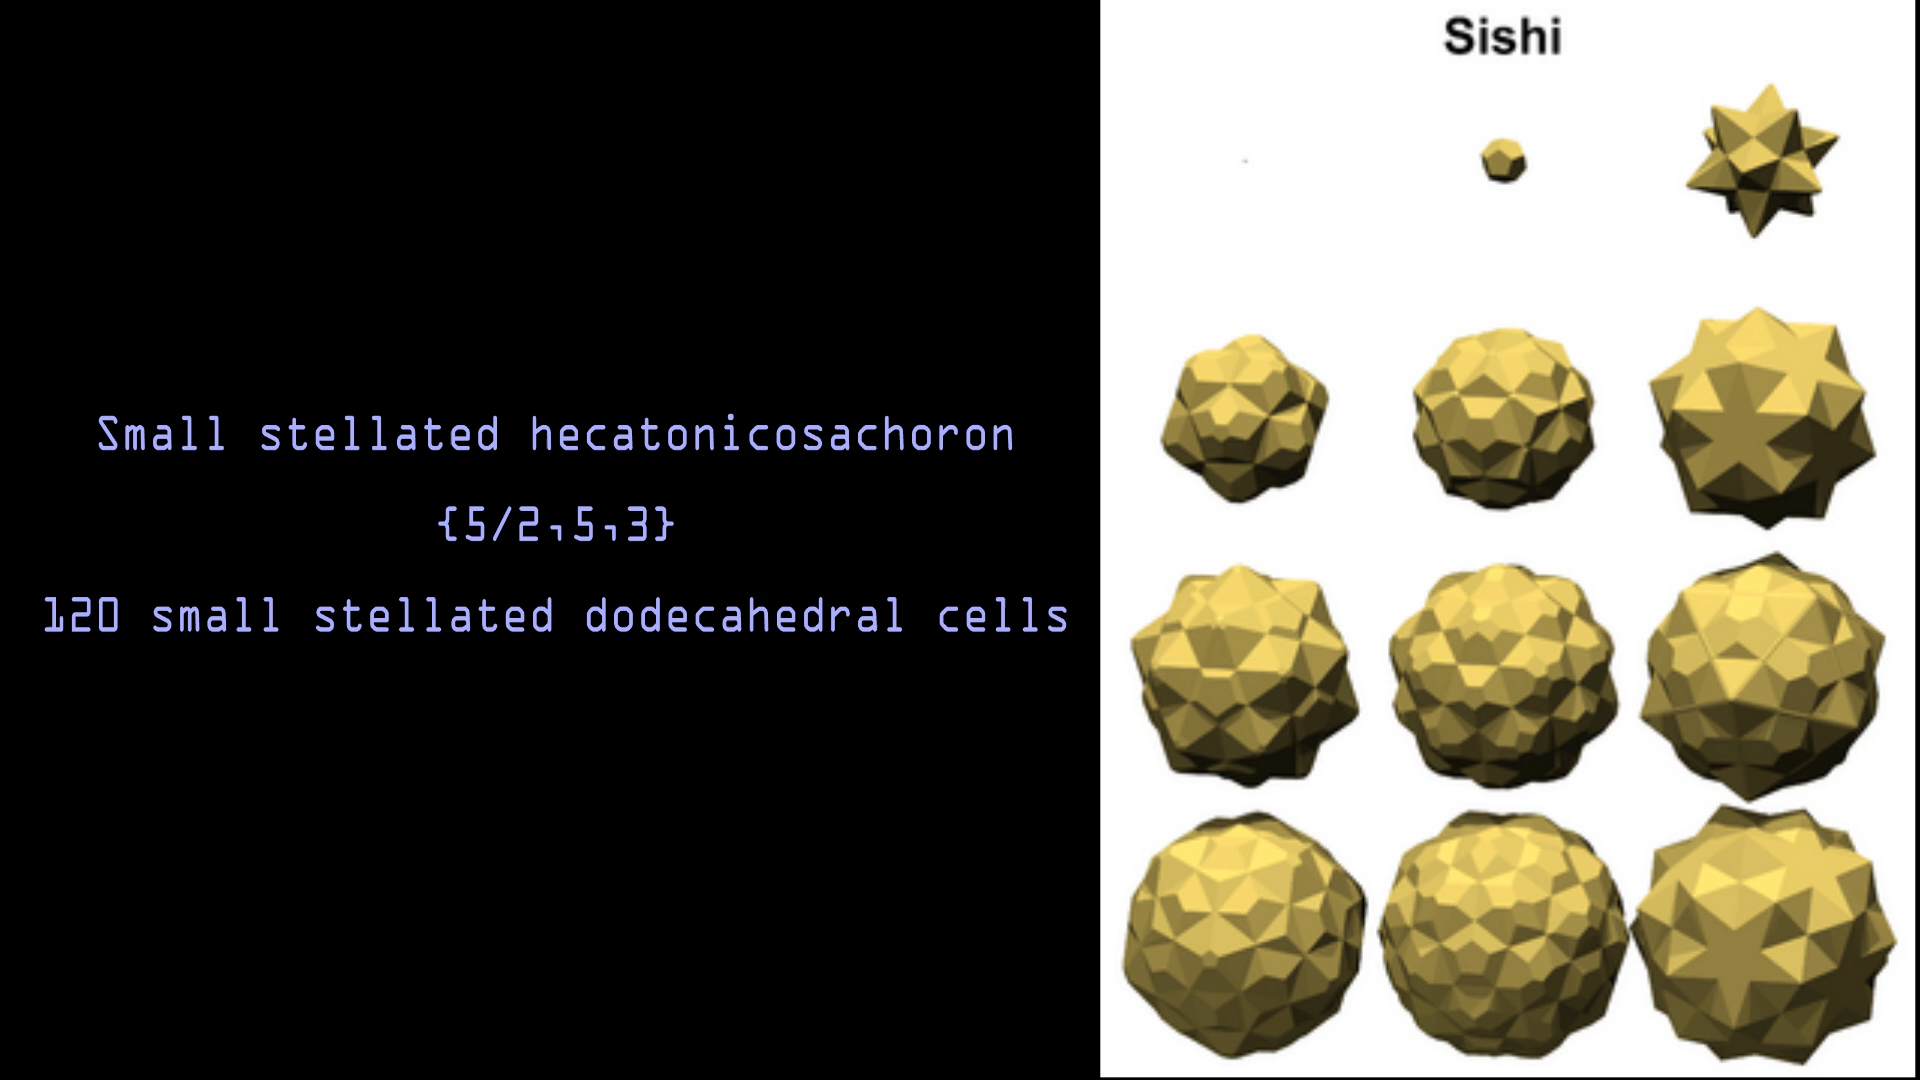 Sishi
Small stellated hecatonicosachoron
{5/2,5,3}
120 small stellated dodecahedral cells